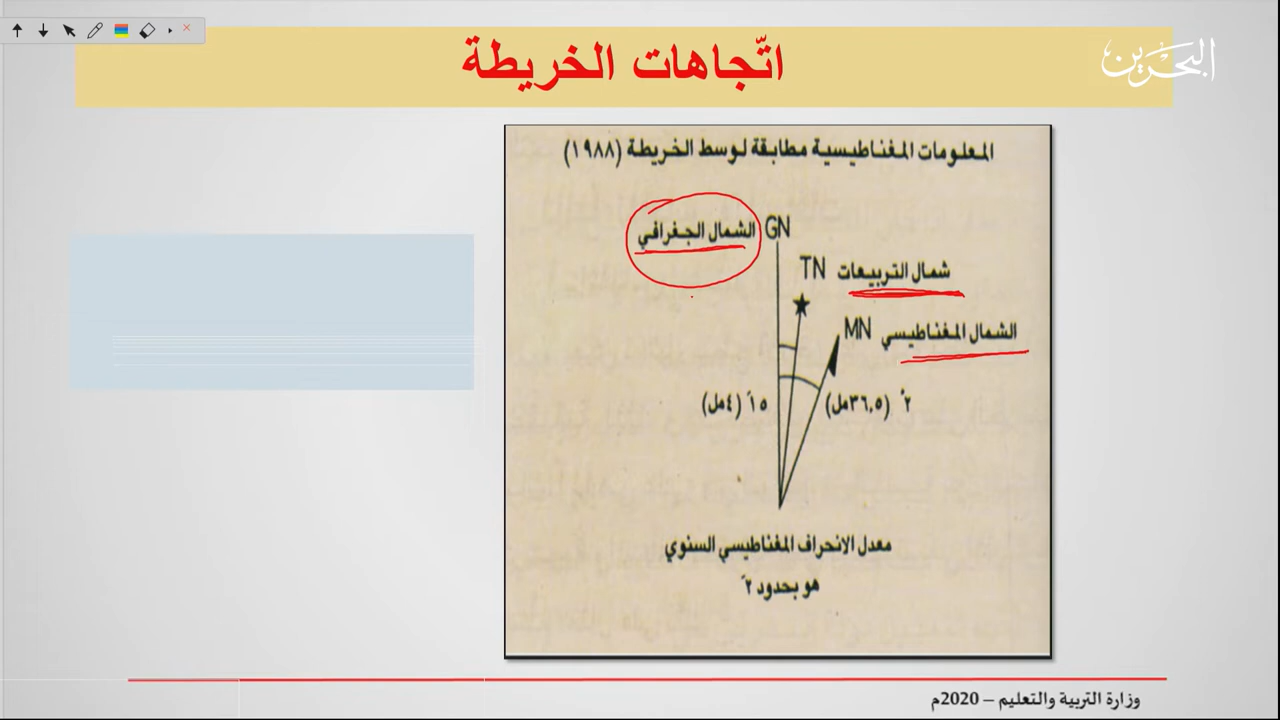 اتّجاهات الخريطة
البحرين
المعلومات المغناطيسية مطابقة لوسط الخريطة (١٩٨٨)
الشمال الجغرافي GN
TN شمال التربيعات
MN الشمال المغناطيسي
١٥َ (٤مل)
٢ْ (٣٦,٥مل)
معدل الانحراف المغناطيسي السنوي
هو بحدود ٢َ
وزارة التربية والتعليم – 2020م